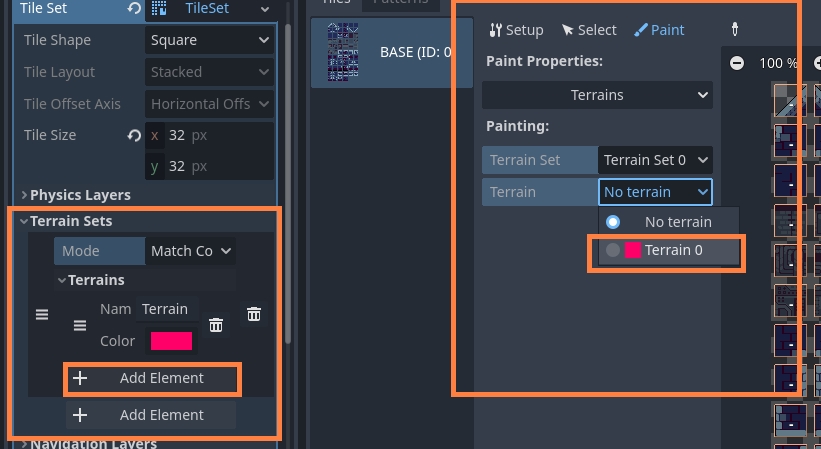 Tile Set TileSet
Tile Shape Square
Tile Layout Stacked
Tile Offset Axis Horizontal Offs
Tile Size x 32 px
y 32 px
Physics Layers
Terrain Sets
Mode Match Co
Terrains
Nam Terrain
Color
Add Element
Add Element
Navigation Layers
Tiles Patterns
BASE (ID: 0
Setup Select Paint
Paint Properties:
Terrains
Painting:
Terrain Set Terrain Set 0
Terrain No terrain
No terrain
Terrain 0
100 %